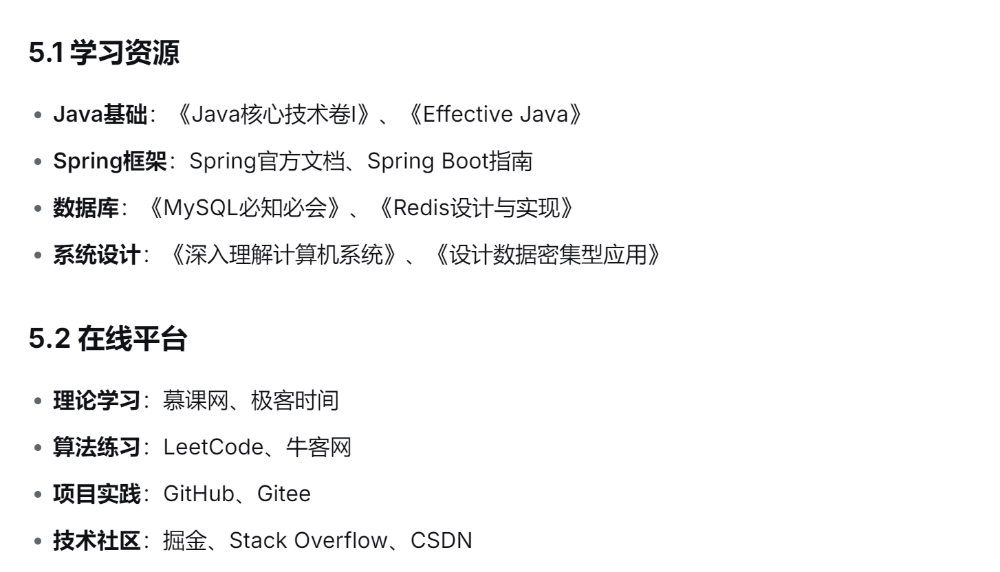 5.1 学习资源
• Java基础：《Java核心技术卷I》、《Effective Java》
• Spring框架：Spring官方文档、Spring Boot指南
• 数据库：《MySQL必知必会》、《Redis设计与实现》
• 系统设计：《深入理解计算机系统》、《设计数据密集型应用》
5.2 在线平台
• 理论学习：慕课网、极客时间
• 算法练习：LeetCode、牛客网
• 项目实践：GitHub、Gitee
• 技术社区：掘金、Stack Overflow、CSDN